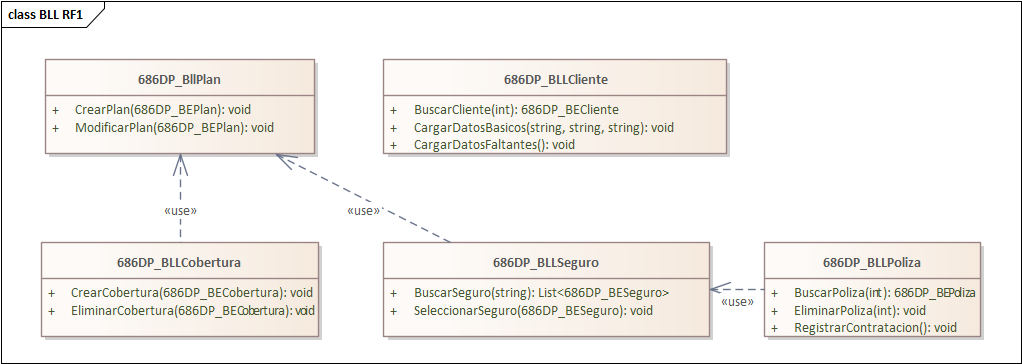 class BLL RF1
686DP_BllPlan
+ CrearPlan(686DP_BEPlan): void
+ ModificarPlan(686DP_BEPlan): void
686DP_BLLCliente
+ BuscarCliente(int): 686DP_BECliente
+ CargarDatosBasicos(string, string, string): void
+ CargarDatosFaltantes(): void
«use»
«use»
686DP_BLLCobertura
+ CrearCobertura(686DP_BECobertura): void
+ EliminarCobertura(686DP_BECobertura): void
686DP_BLLSeguro
+ BuscarSeguro(string): List<686DP_BESeguro>
+ SeleccionarSeguro(686DP_BESeguro): void
«use»
686DP_BLLPoliza
+ BuscarPoliza(int): 686DP_BEPoliza
+ EliminarPoliza(int): void
+ RegistrarContratacion(): void